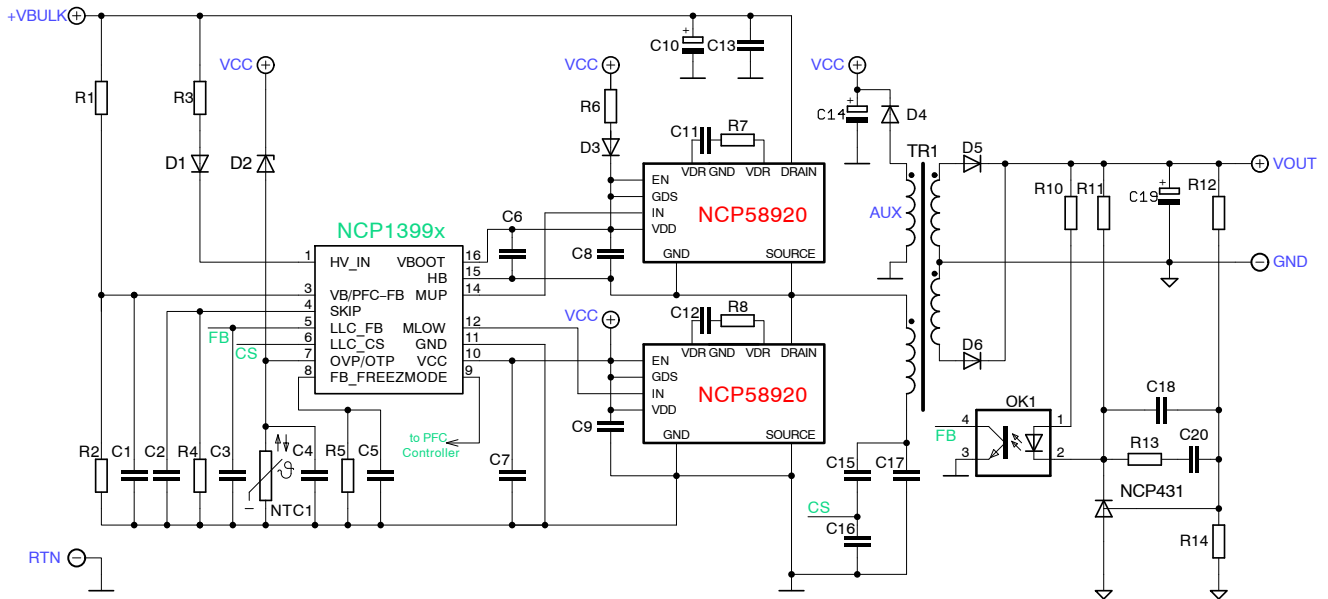 +VBULK
VCC
VCC
VCC
C10
+
C13
R1
R3
R6
C14
+
D4
D1
D2
D3
C11
R7
VDR GND VDR DRAIN
EN
GDS
IN
VDD
NCP58920
GND SOURCE
TR1
AUX
D5
VOUT
R10
R11
C19
+
R12
GND
D6
NCP1399x
C6
C8
1 HV_IN VBOOT 16
HB 15
3 VB/PFC-FB MUP 14
4 SKIP
5 LLC_FB MLOW 12
6 LLC_CS GND 11
7 OVP/OTP VCC 10
8 FB_FREEZMODE 9
FB
CS
VCC
C12
R8
VDR GND VDR DRAIN
EN
GDS
IN
VDD
NCP58920
GND SOURCE
C9
to PFC
Controller
R2
C1
C2
R4
C3
ϑ
NTC1
C4
R5
C5
C7
C15
C17
CS
C16
OK1
FB
4
3
1
2
C18
R13
C20
NCP431
R14
RTN